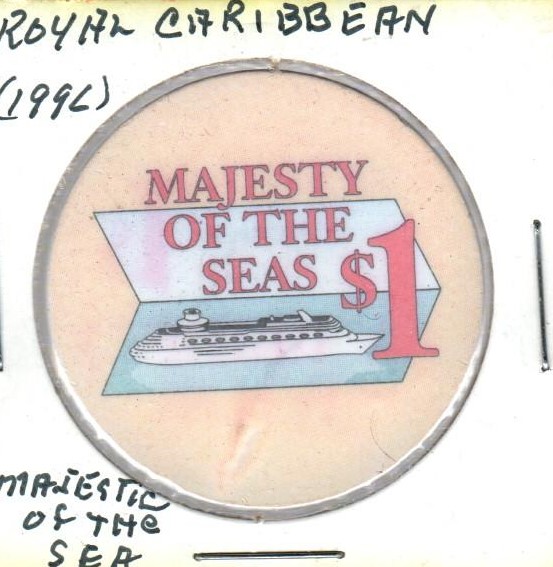 ROYAL CARIBBEAN
(1996)
MAJESTY
OF THE
SEAS $1
MAJESTIC
OF THE
SEA